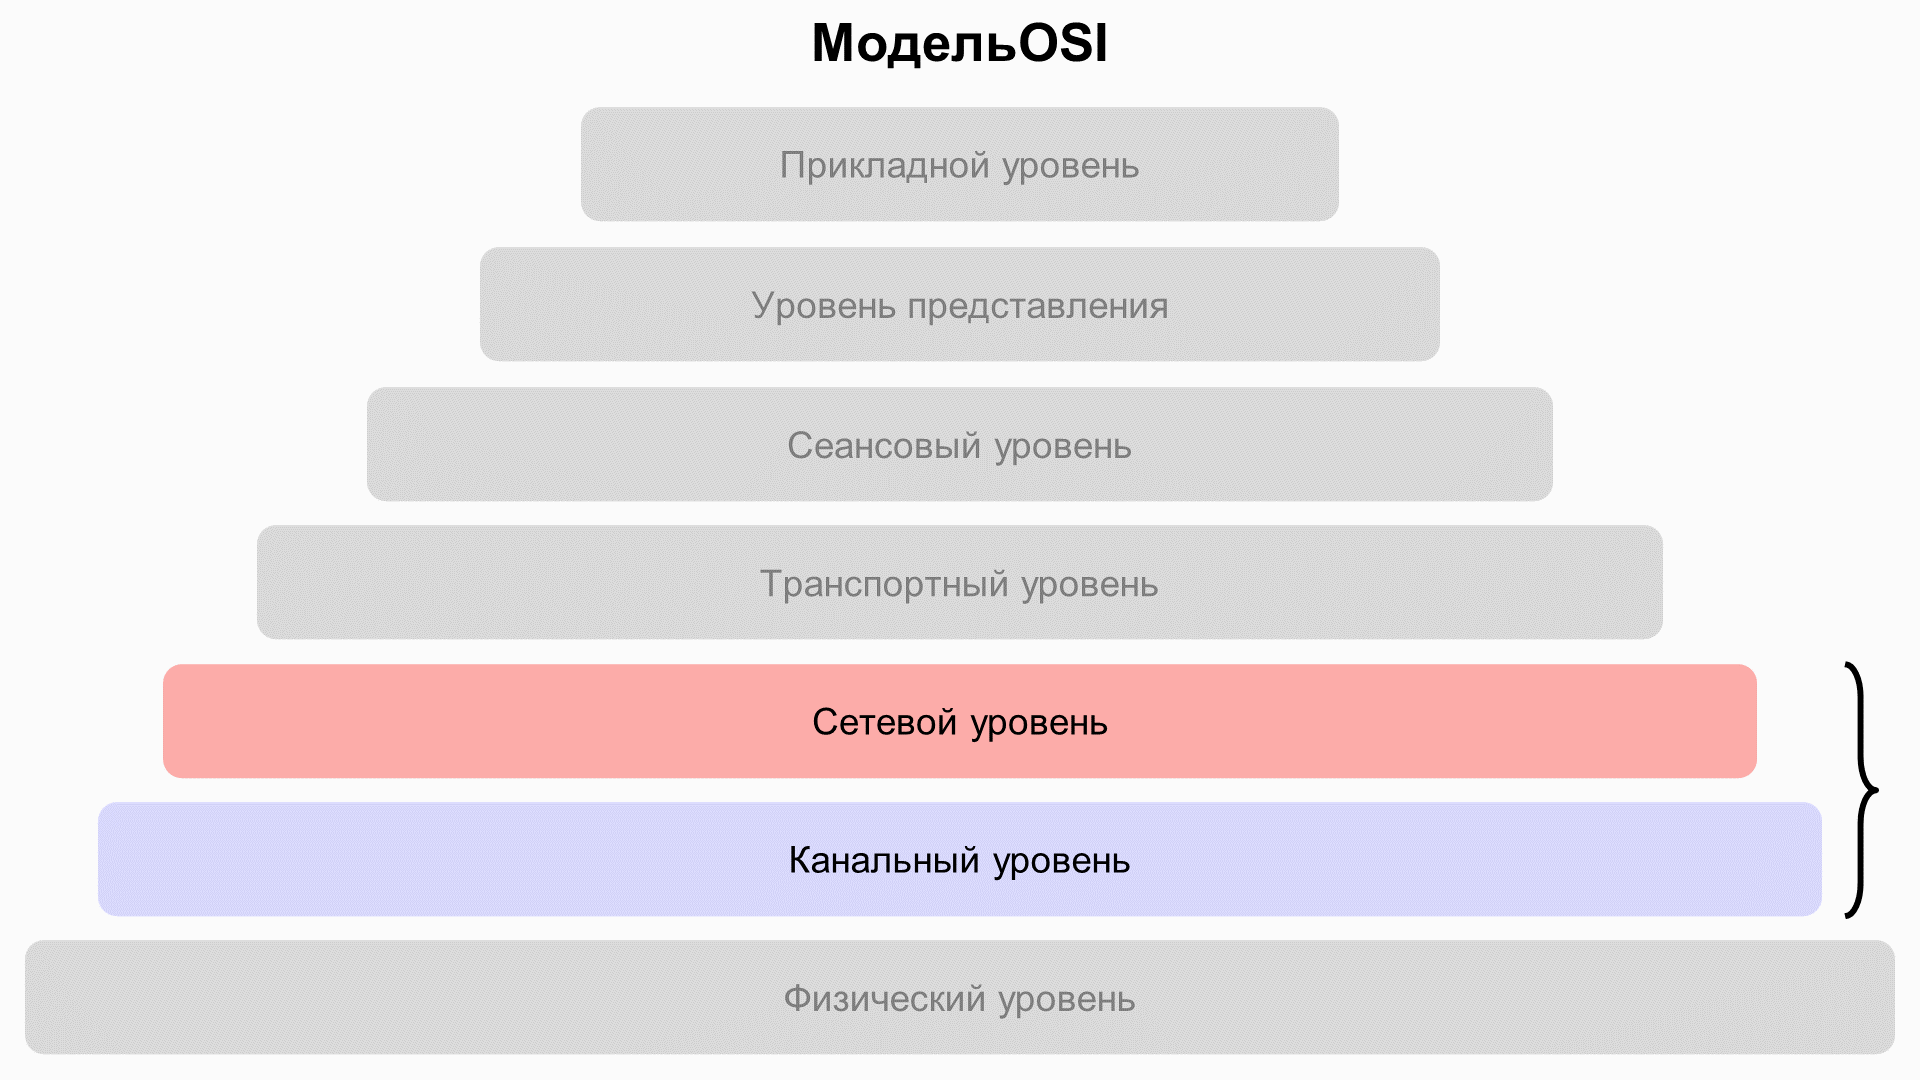 МодельOSI
Прикладной уровень
Уровень представления
Сеансовый уровень
Транспортный уровень
Сетевой уровень
Канальный уровень
Физический уровень